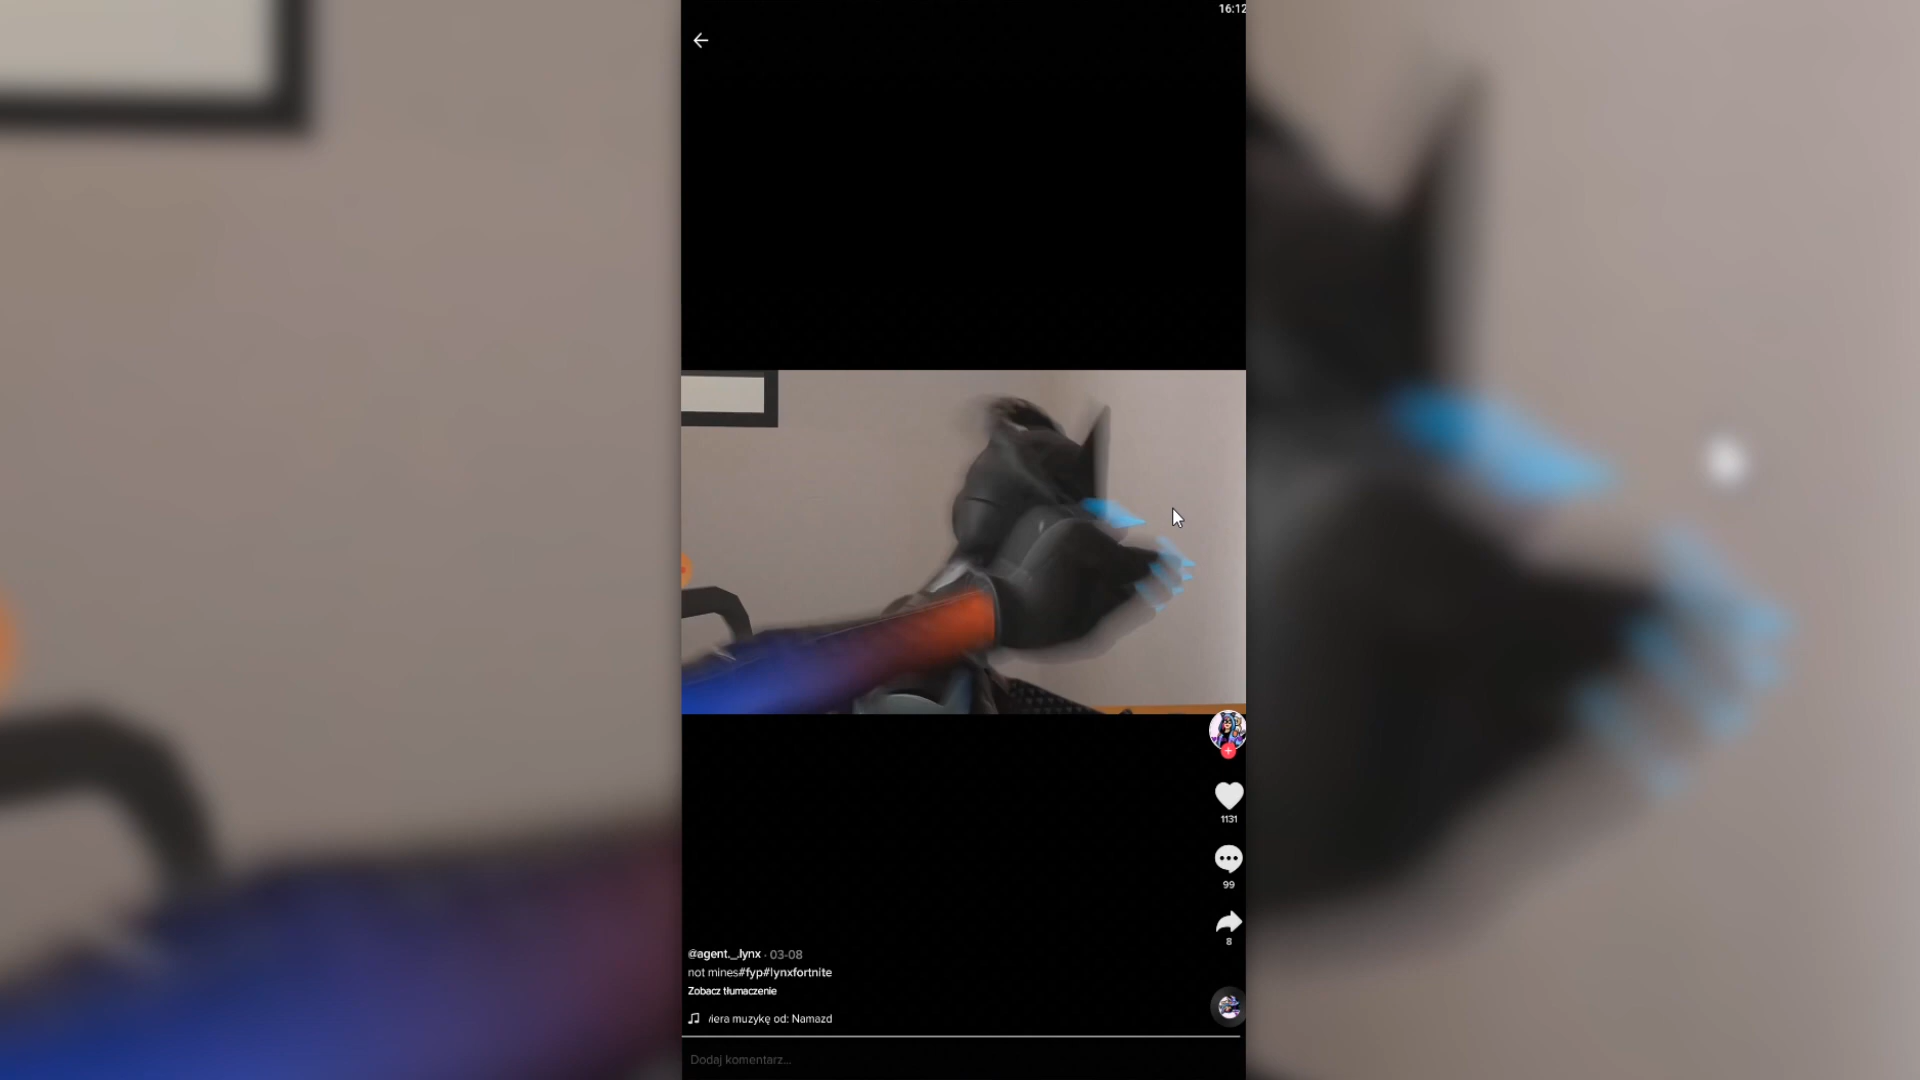 16:12
1131
99
8
@agent._.lynx · 03-08
not mines#fyp#lynxfortnite
Zobacz tłumaczenie
iera muzykę od: Namazd
Dodaj komentarz...